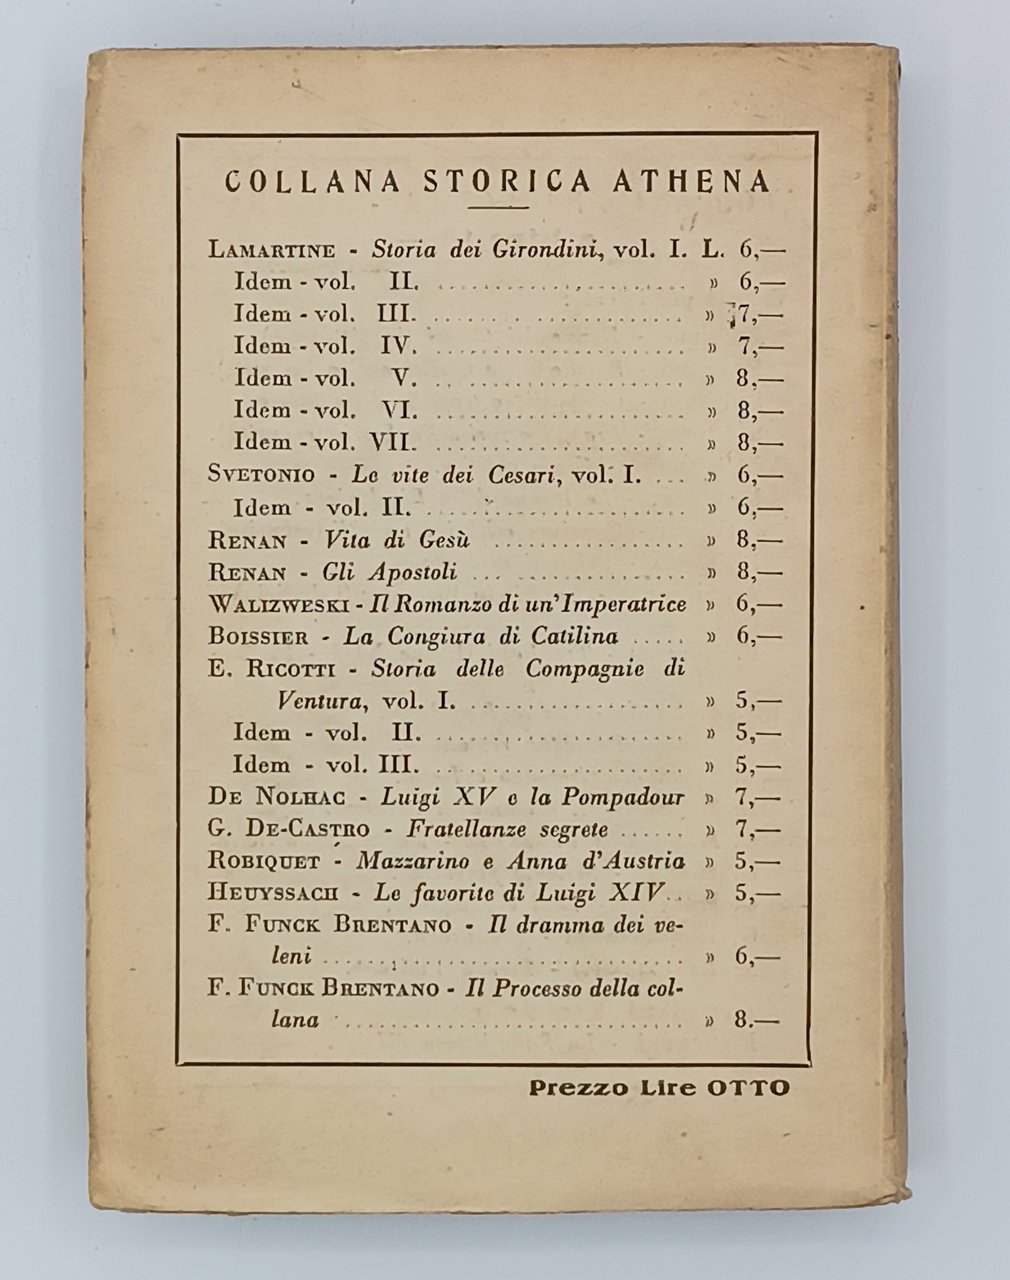 COLLANA STORICA ATHENA
LAMARTINE - Storia dei Girondini, vol. I. L. 6,—
Idem - vol. II. .................... » 6,—
Idem - vol. III. .................... » 7,—
Idem - vol. IV. .................... » 7,—
Idem - vol. V. .................... » 8,—
Idem - vol. VI. .................... » 8,—
Idem - vol. VII. .................... » 8,—
SVETONIO - Le vite dei Cesari, vol. I. ... » 6,—
Idem - vol. II. .................... » 6,—
RENAN - Vita di Gesù ................ » 8,—
RENAN - Gli Apostoli ................ » 8,—
WALIZWESKI - Il Romanzo di un'Imperatrice » 6,—
BOISSIER - La Congiura di Catilina ..... » 6,—
E. RICOTTI - Storia delle Compagnie di
Ventura, vol. I. .................. » 5,—
Idem - vol. II. .................... » 5,—
Idem - vol. III. .................... » 5,—
DE NOLHAC - Luigi XV e la Pompadour » 7,—
G. DE-CASTRO - Fratellanze segrete ...... » 7,—
ROBIQUET - Mazzarino e Anna d'Austria » 5,—
HEUYSSACH - Le favorite di Luigi XIV.. » 5,—
F. FUNCK BRENTANO - Il dramma dei ve-
leni .............................. » 6,—
F. FUNCK BRENTANO - Il Processo della col-
lana .............................. » 8.—
Prezzo Lire OTTO